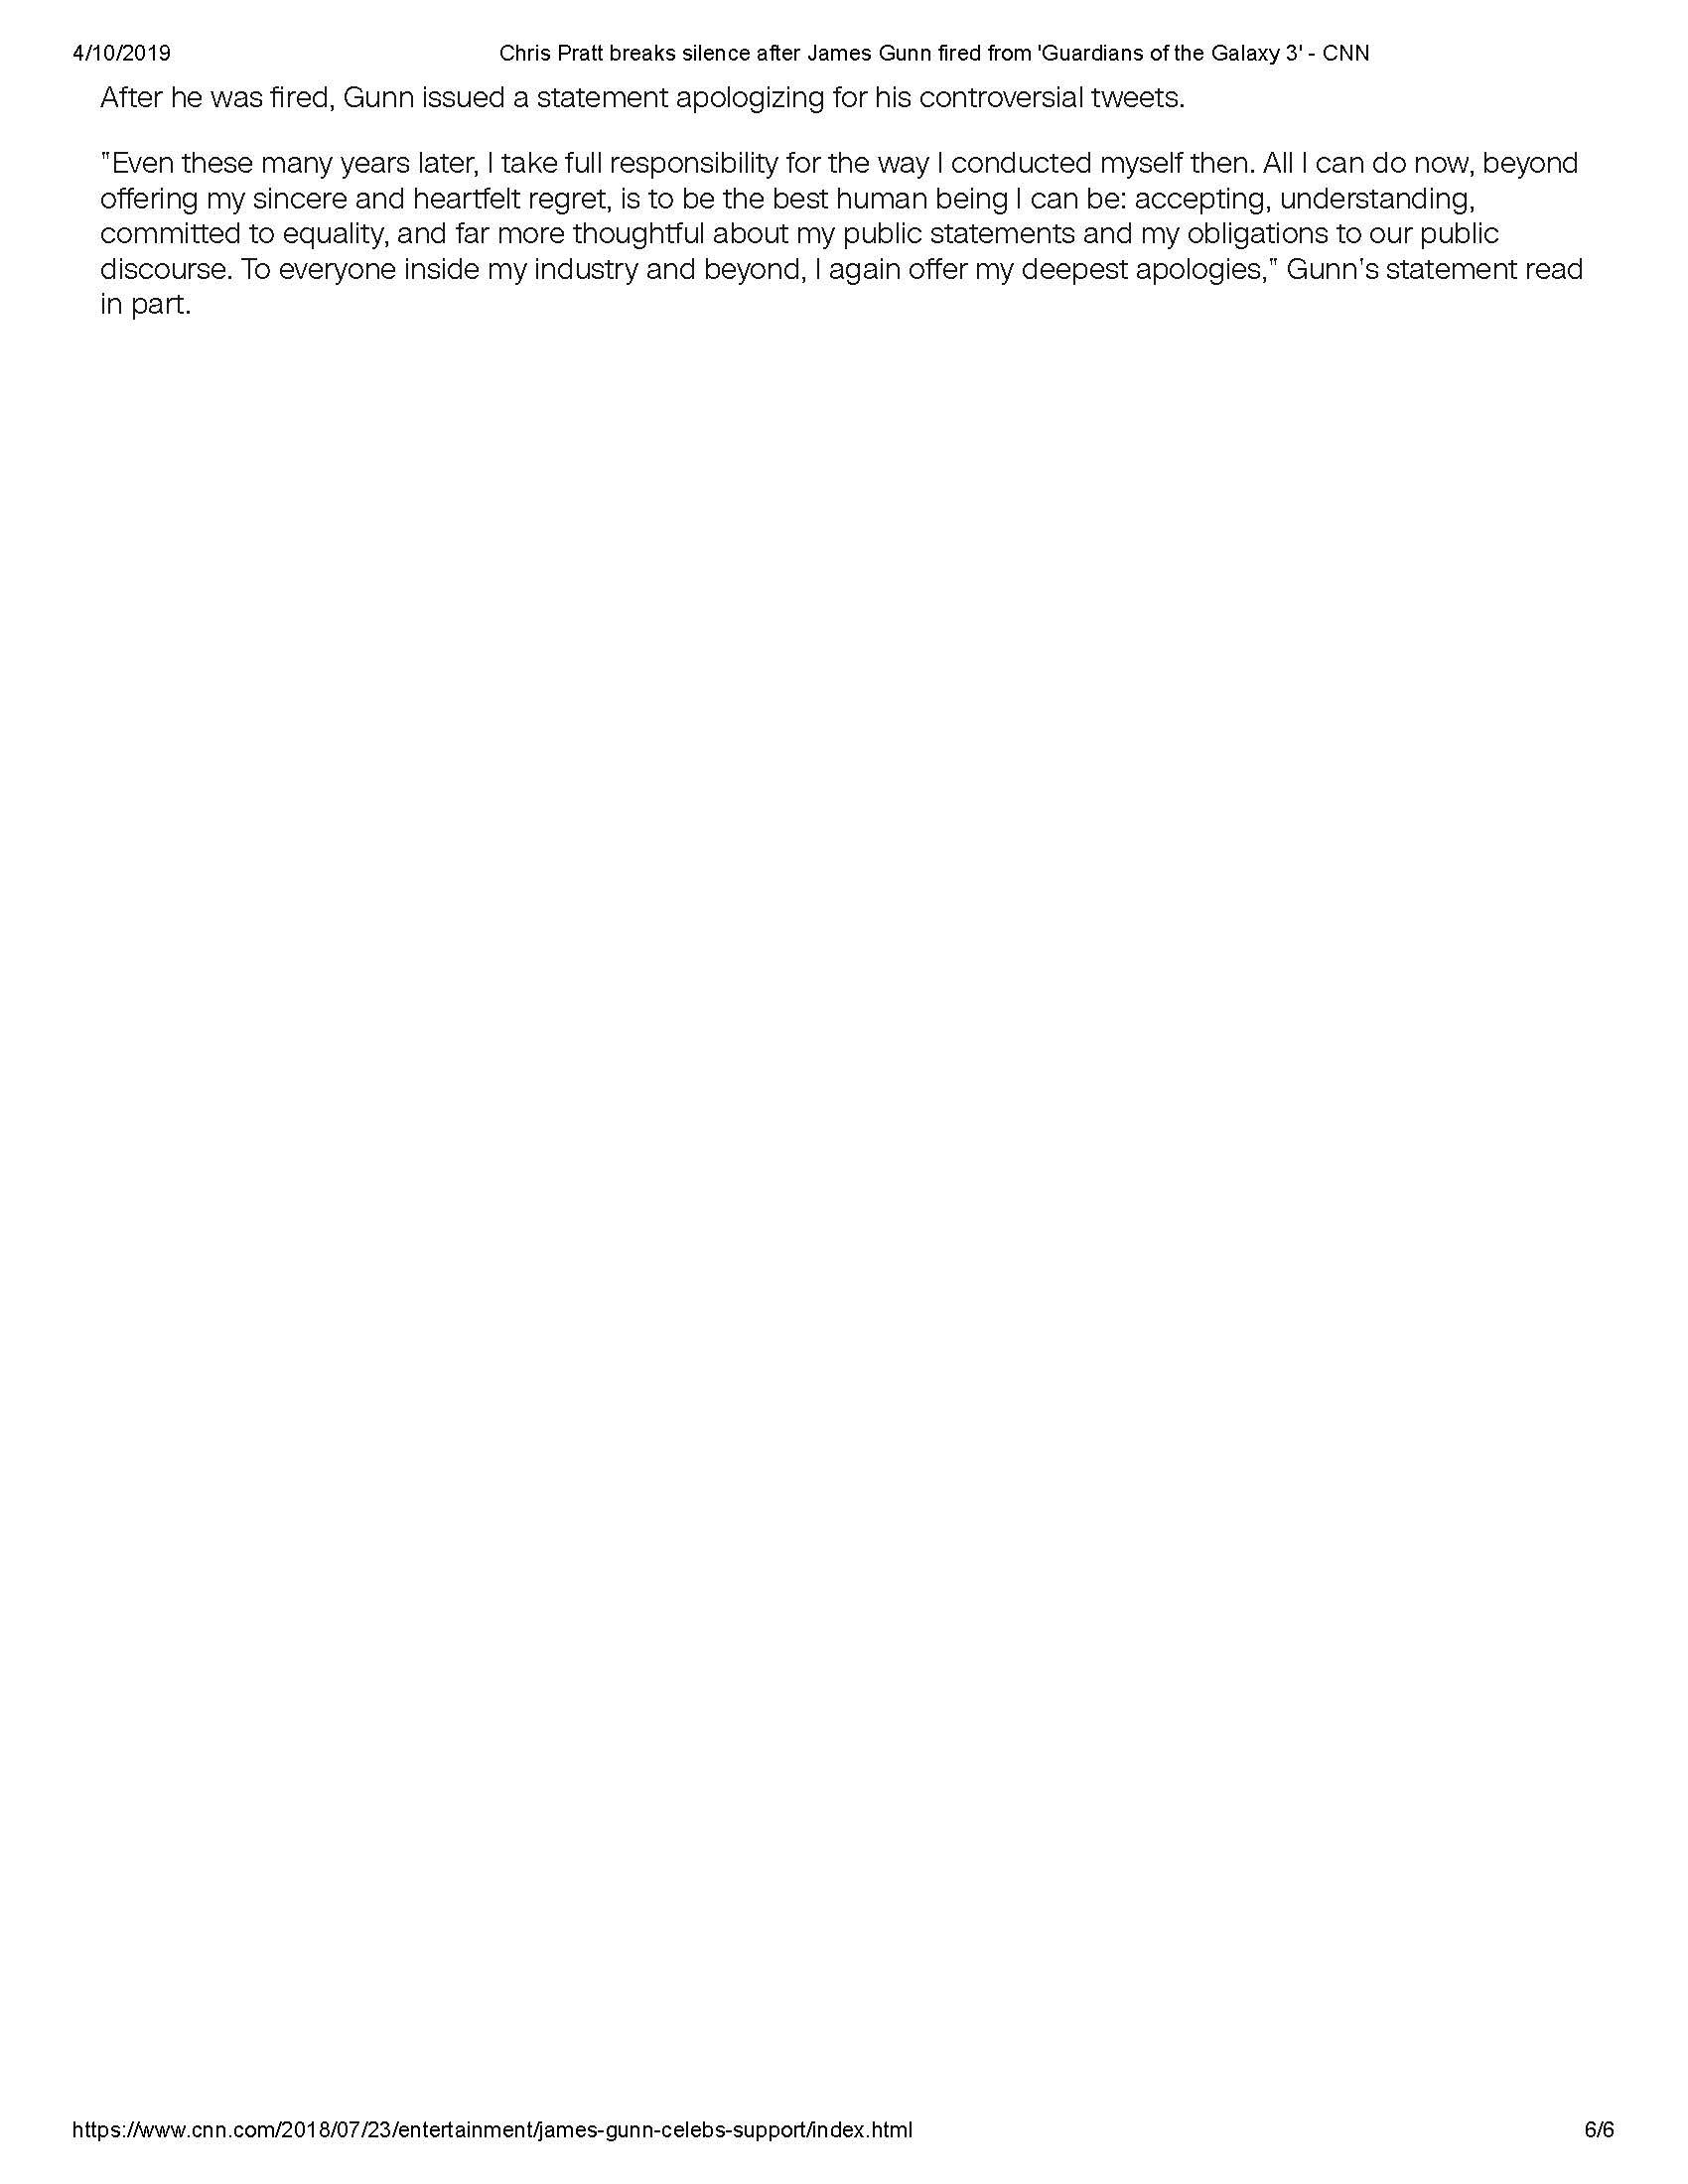 4/10/2019 Chris Pratt breaks silence after James Gunn fired from 'Guardians of the Galaxy 3' - CNN
After he was fired, Gunn issued a statement apologizing for his controversial tweets.
"Even these many years later, I take full responsibility for the way I conducted myself then. All I can do now, beyond
offering my sincere and heartfelt regret, is to be the best human being I can be: accepting, understanding,
committed to equality, and far more thoughtful about my public statements and my obligations to our public
discourse. To everyone inside my industry and beyond, I again offer my deepest apologies," Gunn's statement read
in part.
https://www.cnn.com/2018/07/23/entertainment/james-gunn-celebs-support/index.html 6/6